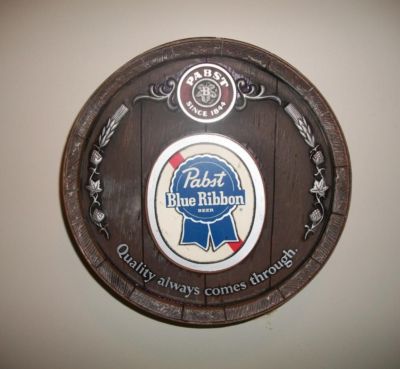 PABST
SINCE 1844
Pabst
Blue Ribbon
BEER
Quality always comes through.